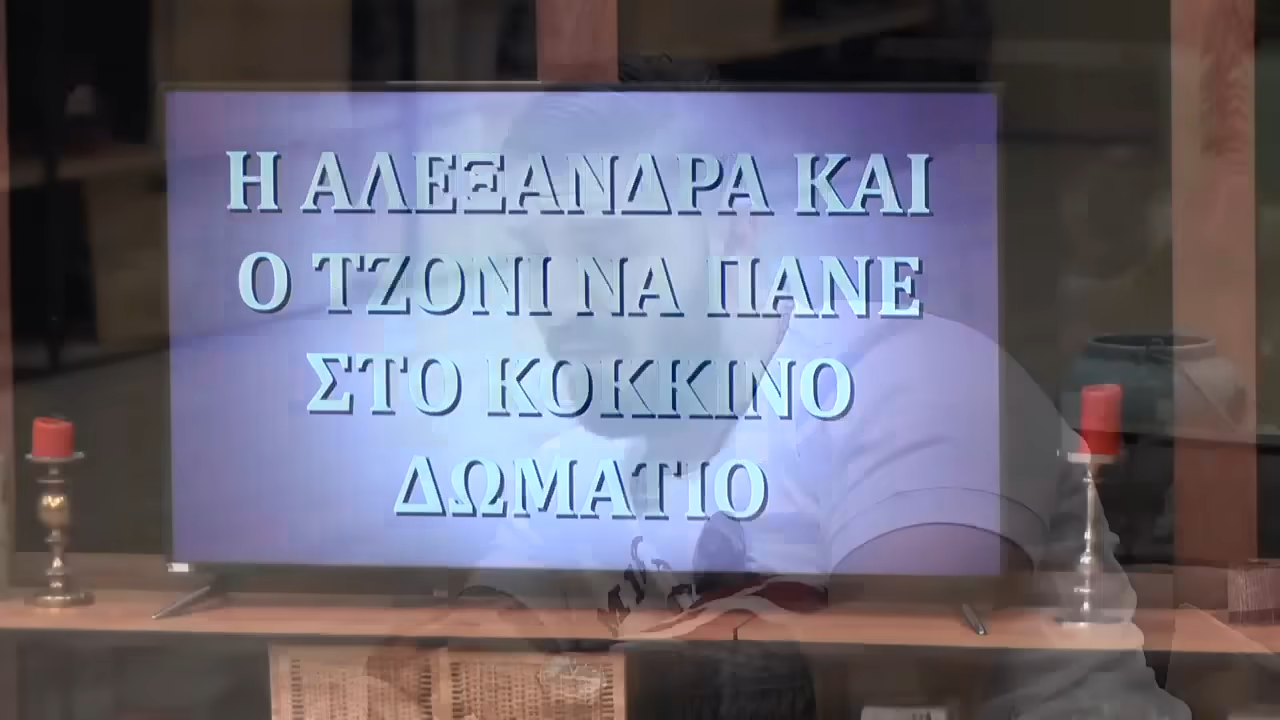 Η ΑΛΕΞΑΝΔΡΑ ΚΑΙ
Ο ΤΖΟΝΙ ΝΑ ΠΑΝΕ
ΣΤΟ ΚΟΚΚΙΝΟ
ΔΩΜΑΤΙΟ